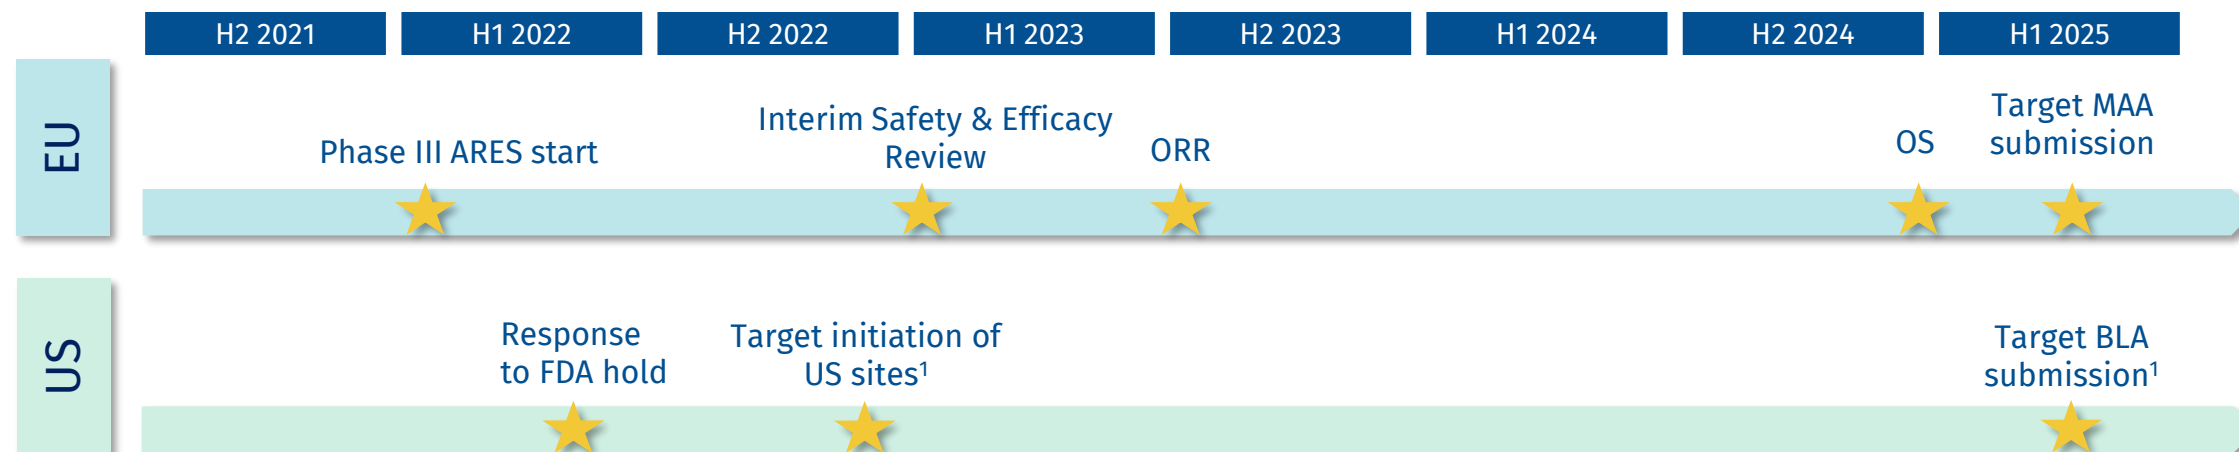 H2 2021
H1 2022
H2 2022
H1 2023
H2 2023
H1 2024
H2 2024
H1 2025
EU
Phase III ARES start
Interim Safety & Efficacy
Review
ORR
OS
Target MAA
submission
US
Response
to FDA hold
Target initiation of
US sites¹
Target BLA
submission¹